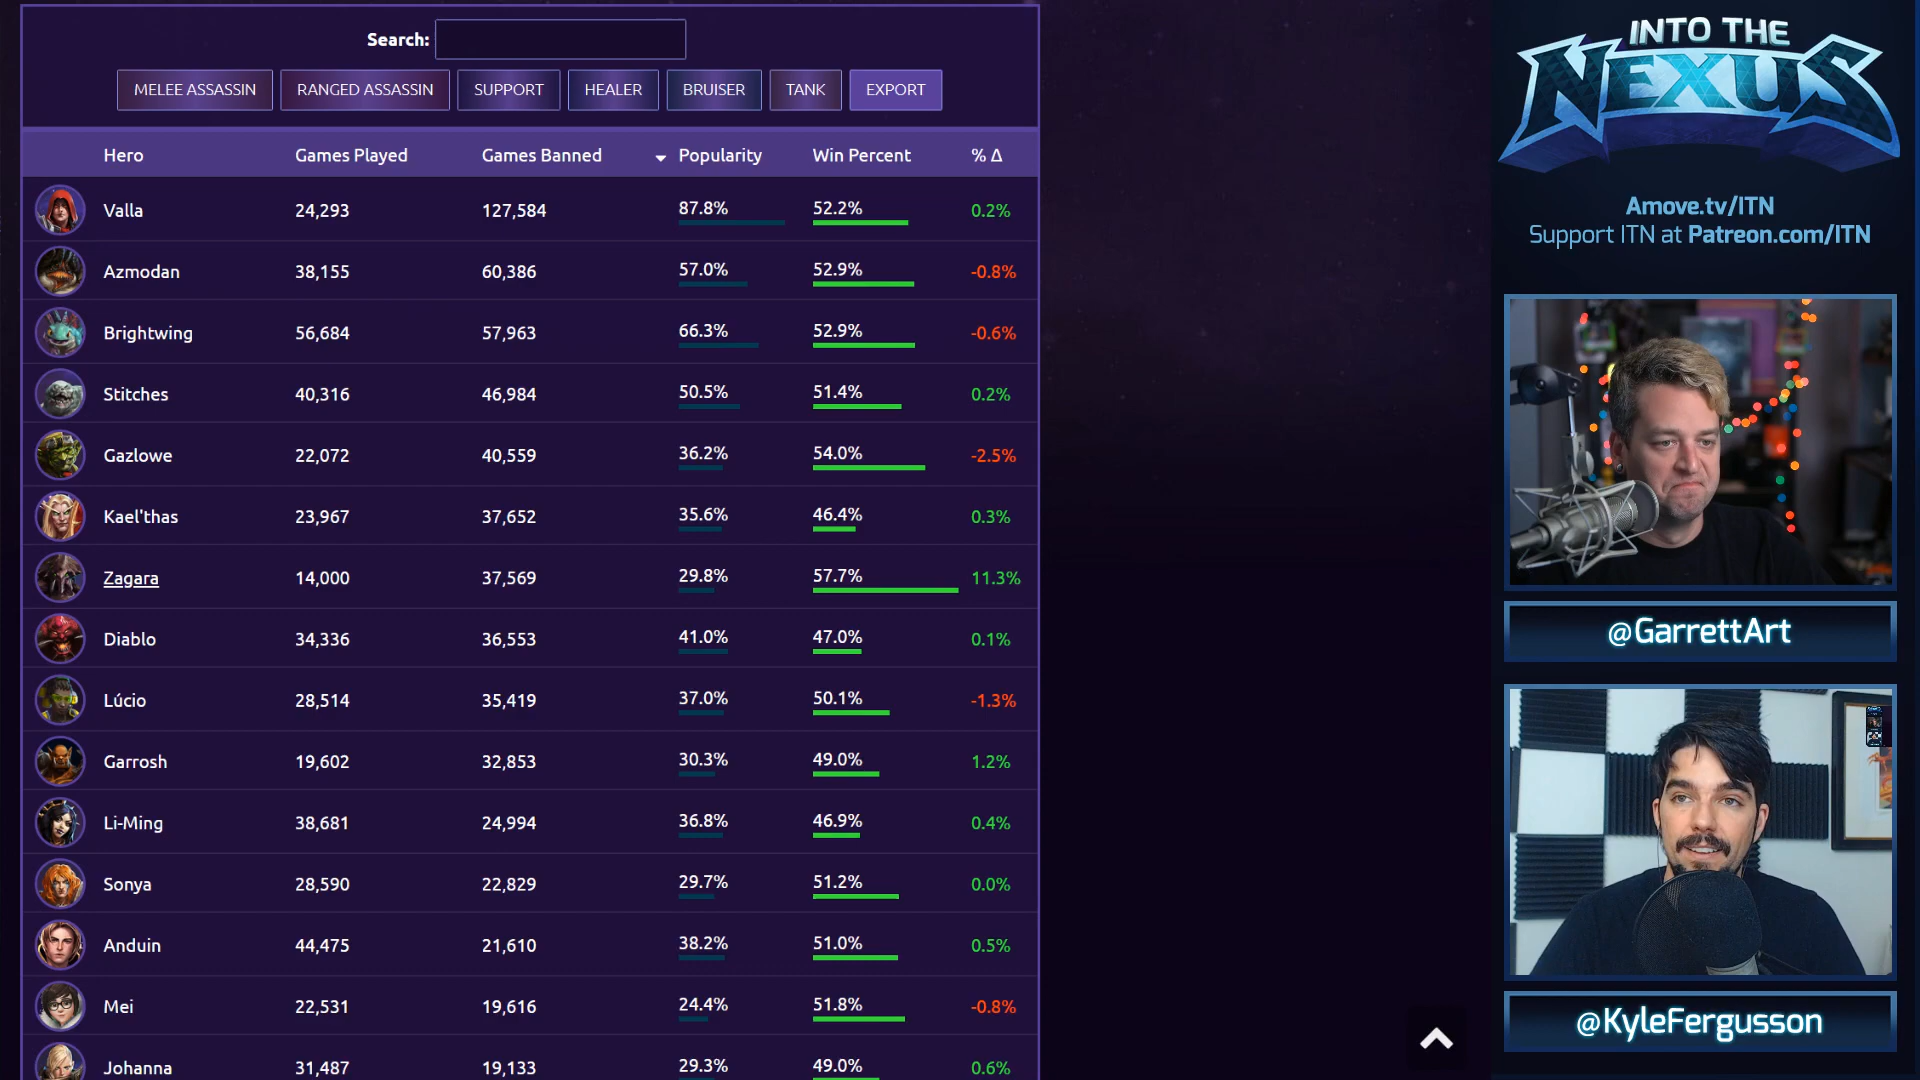 Search:
MELEE ASSASSIN RANGED ASSASSIN SUPPORT HEALER BRUISER TANK EXPORT
Hero Games Played Games Banned Popularity Win Percent % Δ
Valla 24,293 127,584 87.8% 52.2% 0.2%
Azmodan 38,155 60,386 57.0% 52.9% -0.8%
Brightwing 56,684 57,963 66.3% 52.9% -0.6%
Stitches 40,316 46,984 50.5% 51.4% 0.2%
Gazlowe 22,072 40,559 36.2% 54.0% -2.5%
Kael'thas 23,967 37,652 35.6% 46.4% 0.3%
Zagara 14,000 37,569 29.8% 57.7% 11.3%
Diablo 34,336 36,553 41.0% 47.0% 0.1%
Lúcio 28,514 35,419 37.0% 50.1% -1.3%
Garrosh 19,602 32,853 30.3% 49.0% 1.2%
Li-Ming 38,681 24,994 36.8% 46.9% 0.4%
Sonya 28,590 22,829 29.7% 51.2% 0.0%
Anduin 44,475 21,610 38.2% 51.0% 0.5%
Mei 22,531 19,616 24.4% 51.8% -0.8%
Johanna 31,487 19,133 29.3% 49.0% 0.6%
INTO THE
NEXUS
Amove.tv/ITN
Support ITN at Patreon.com/ITN
@GarrettArt
@KyleFergusson